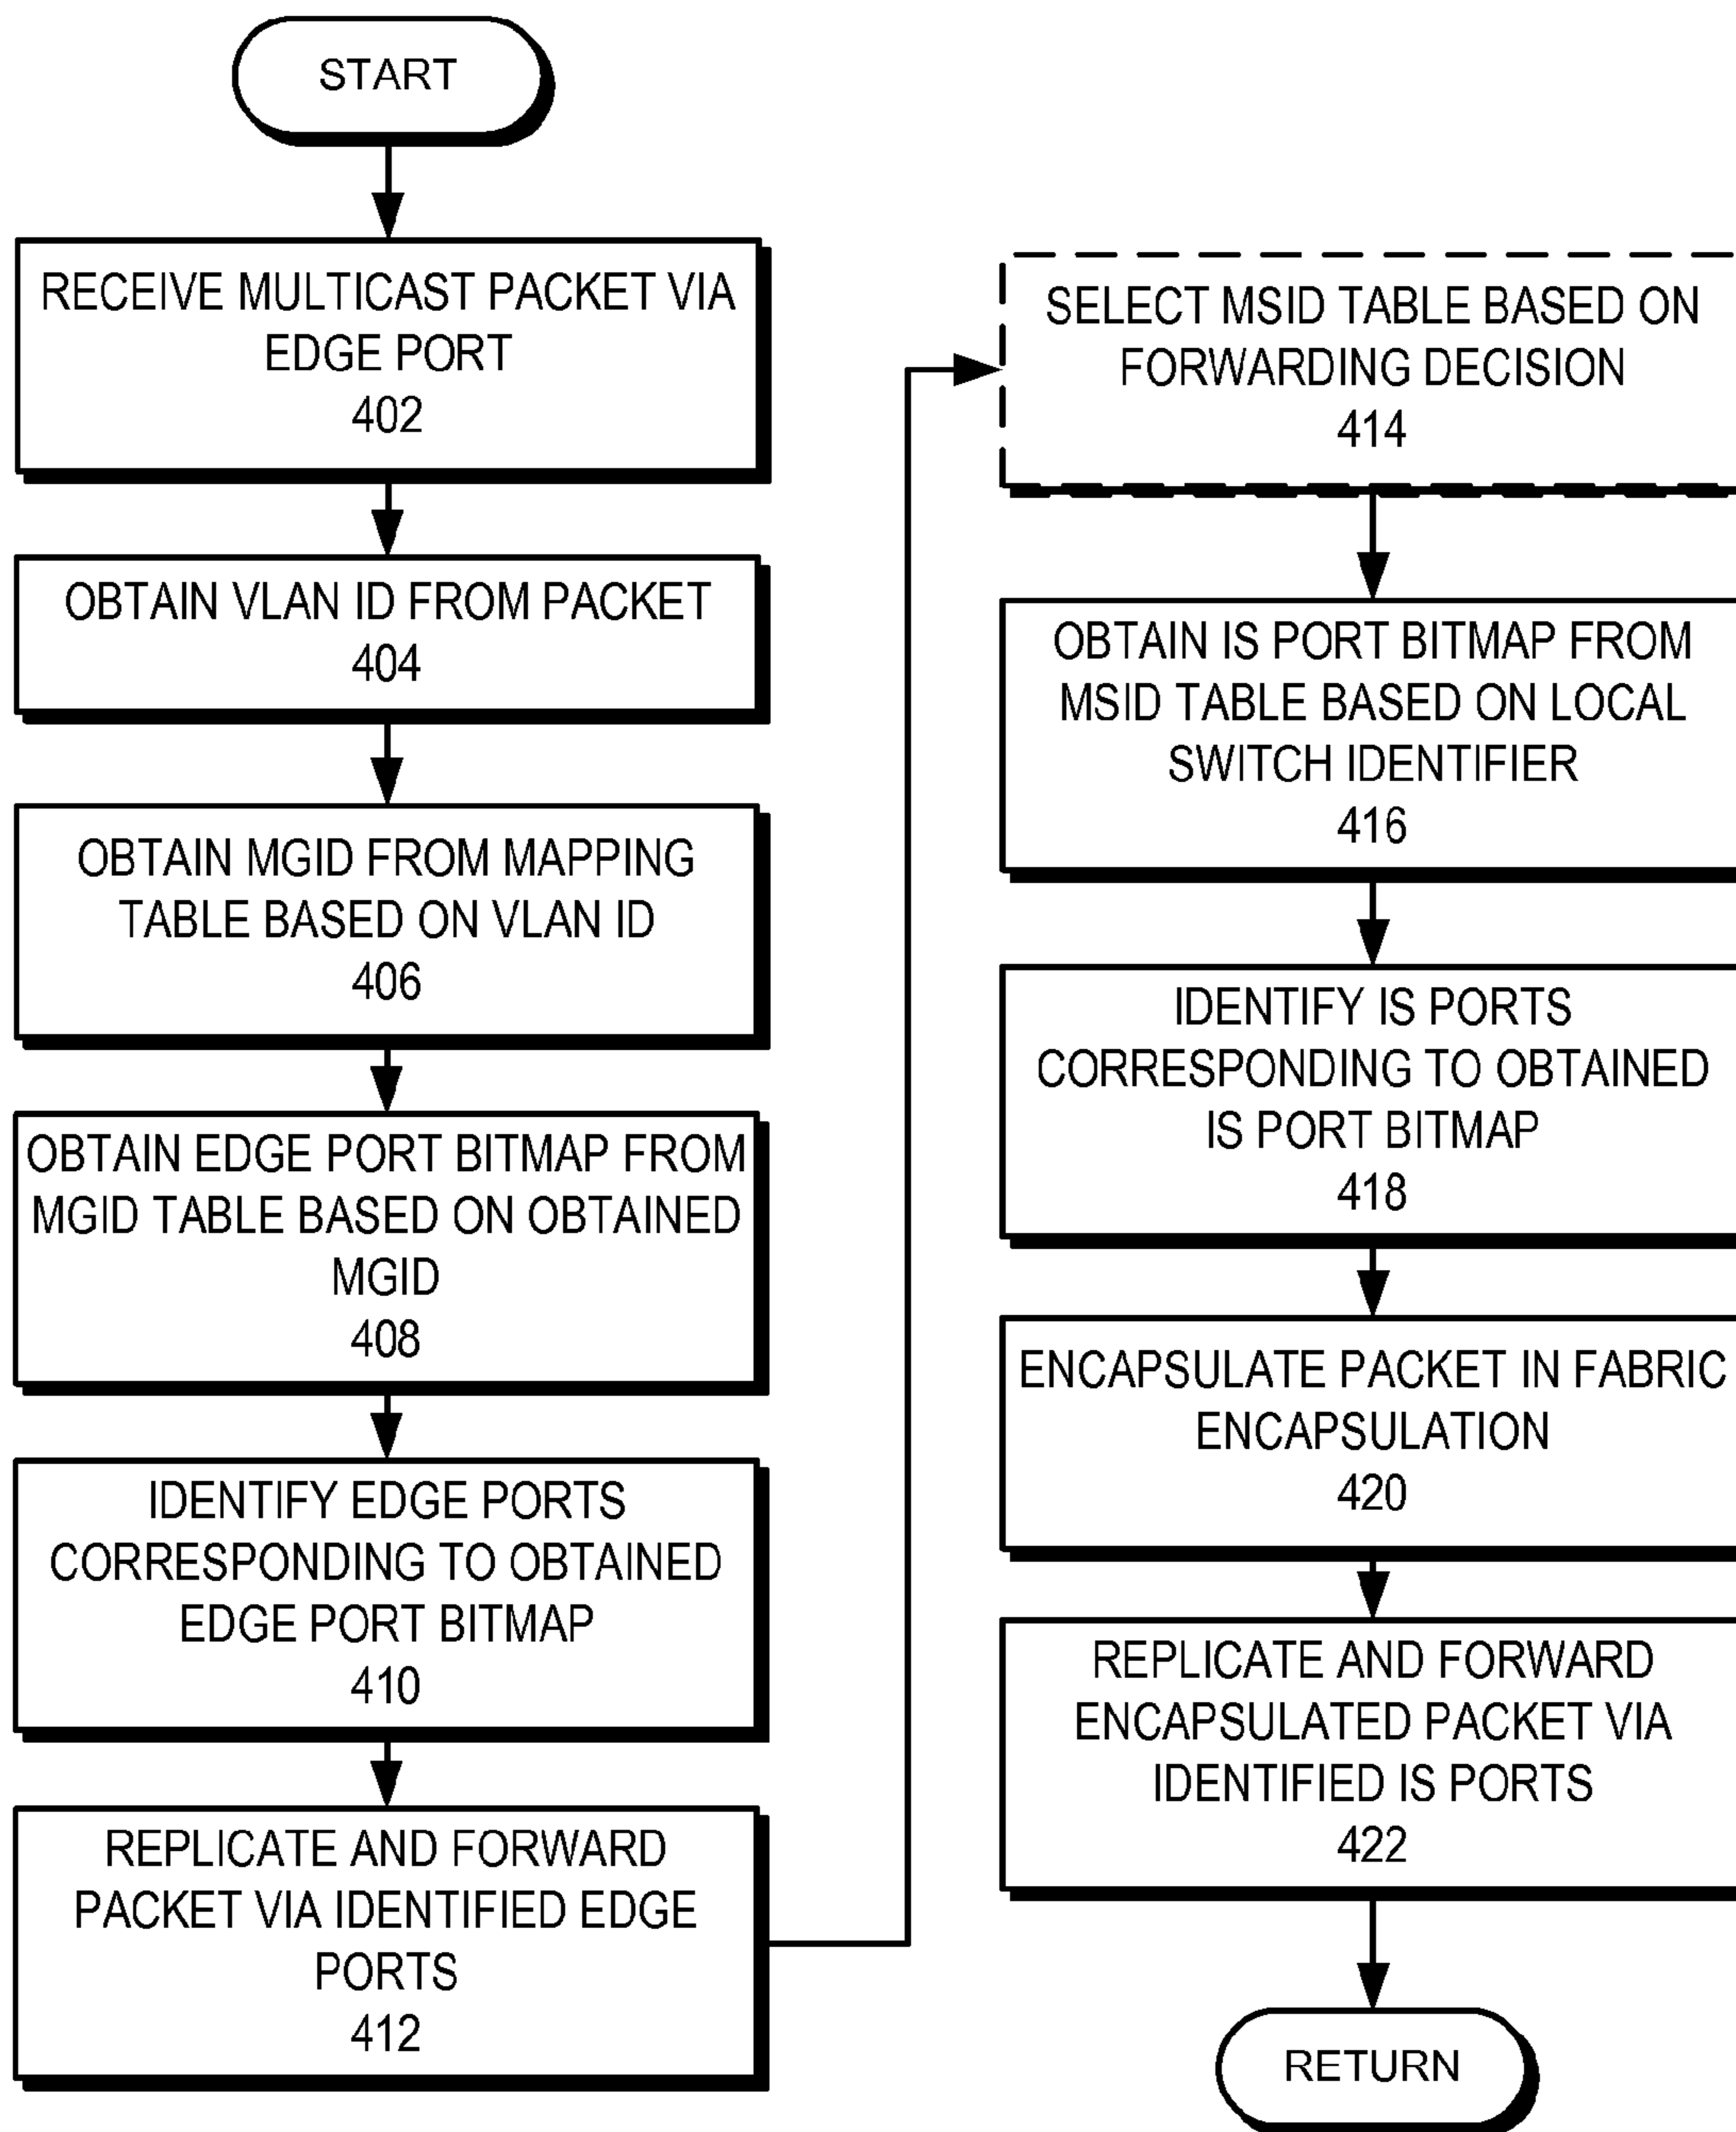 START
RECEIVE MULTICAST PACKET VIA
EDGE PORT
402
OBTAIN VLAN ID FROM PACKET
404
OBTAIN MGID FROM MAPPING
TABLE BASED ON VLAN ID
406
OBTAIN EDGE PORT BITMAP FROM
MGID TABLE BASED ON OBTAINED
MGID
408
IDENTIFY EDGE PORTS
CORRESPONDING TO OBTAINED
EDGE PORT BITMAP
410
REPLICATE AND FORWARD
PACKET VIA IDENTIFIED EDGE
PORTS
412
SELECT MSID TABLE BASED ON
FORWARDING DECISION
414
OBTAIN IS PORT BITMAP FROM
MSID TABLE BASED ON LOCAL
SWITCH IDENTIFIER
416
IDENTIFY IS PORTS
CORRESPONDING TO OBTAINED
IS PORT BITMAP
418
ENCAPSULATE PACKET IN FABRIC
ENCAPSULATION
420
REPLICATE AND FORWARD
ENCAPSULATED PACKET VIA
IDENTIFIED IS PORTS
422
RETURN